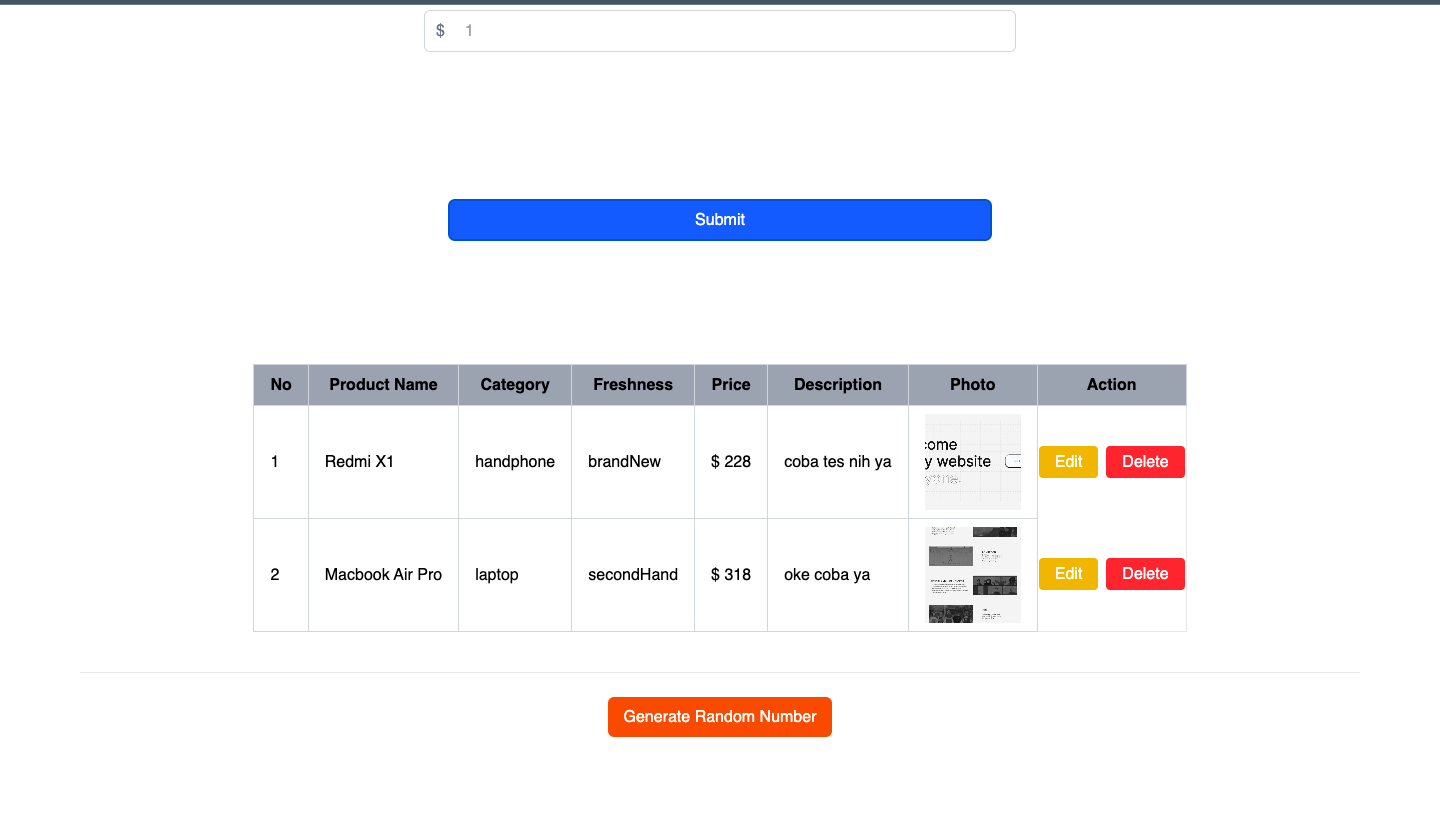 $ 1
Submit
No Product Name Category Freshness Price Description Photo Action
1 Redmi X1 handphone brandNew $ 228 coba tes nih ya Edit Delete
come
y website
2 Macbook Air Pro laptop secondHand $ 318 oke coba ya Edit Delete
Generate Random Number